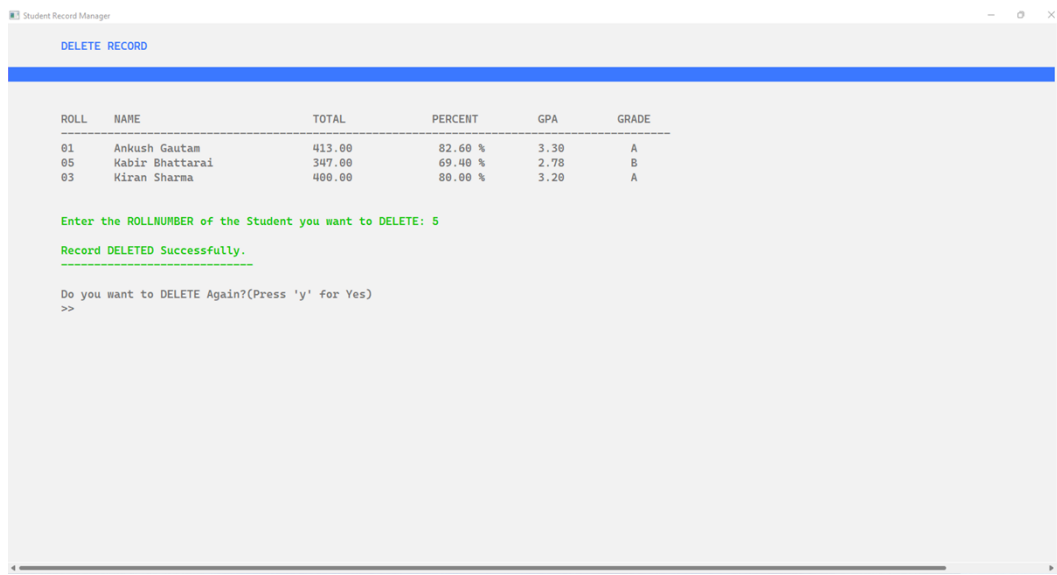 Student Record Manager
DELETE RECORD
ROLL NAME TOTAL PERCENT GPA GRADE
01 Ankush Gautam 413.00 82.60 % 3.30 A
05 Kabir Bhattarai 347.00 69.40 % 2.78 B
03 Kiran Sharma 400.00 80.00 % 3.20 A
Enter the ROLLNUMBER of the Student you want to DELETE: 5
Record DELETED Successfully.
Do you want to DELETE Again?(Press 'y' for Yes)
>>